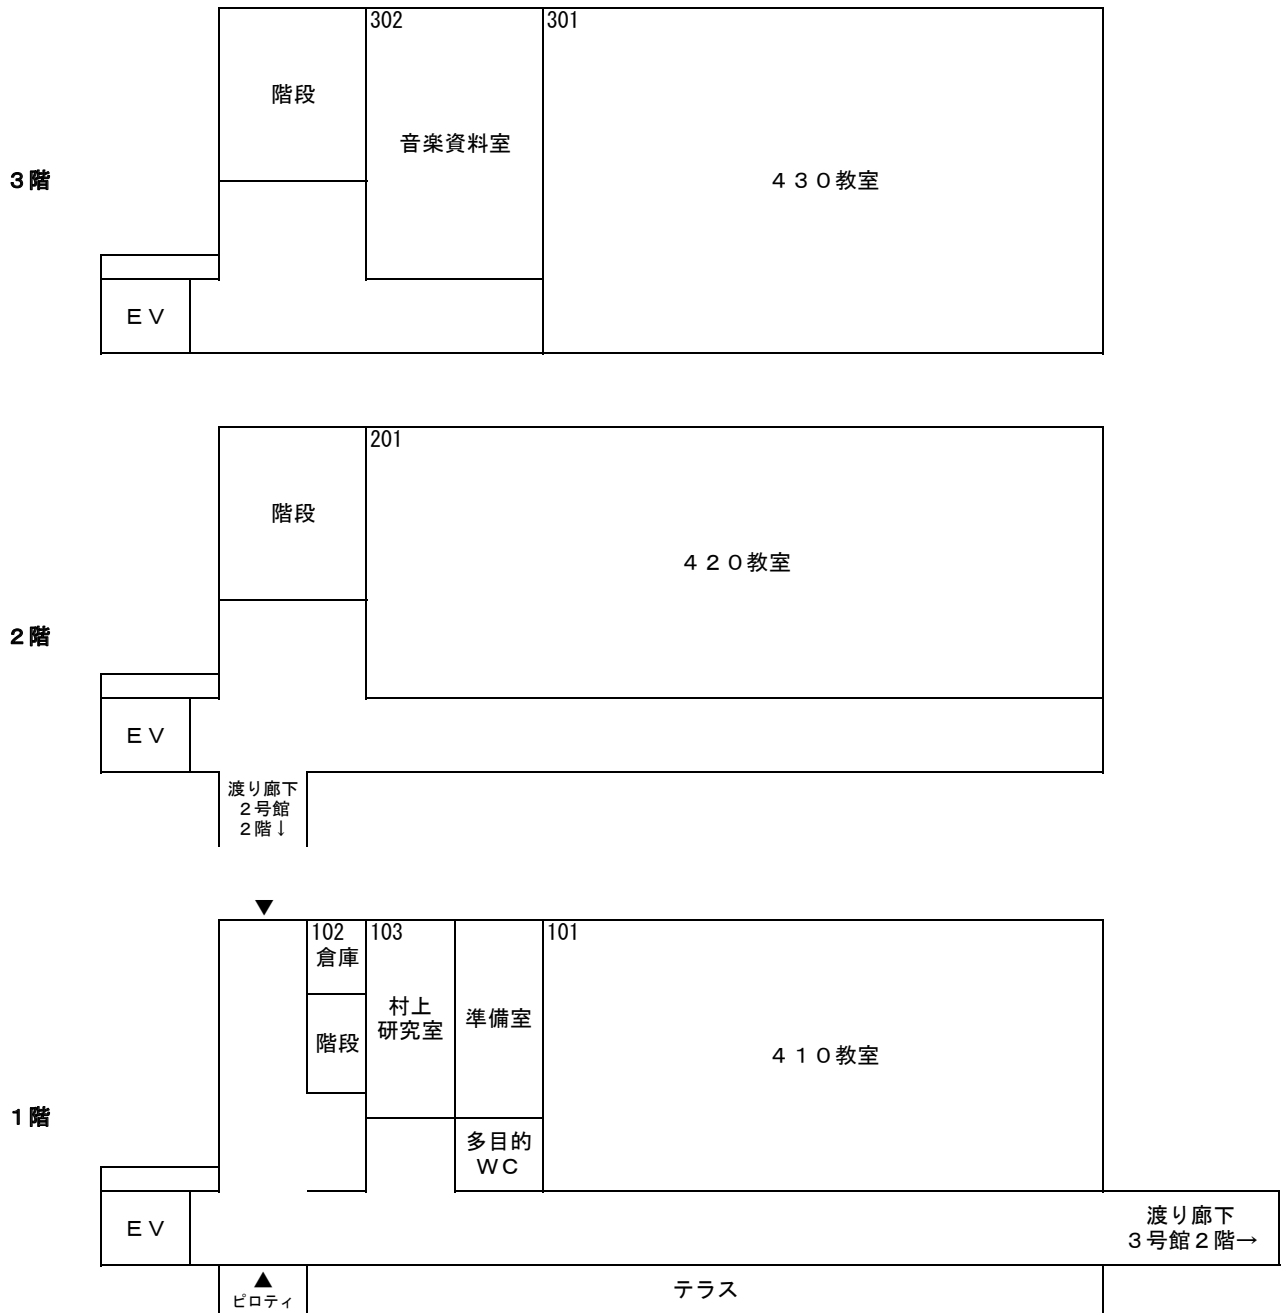 302
301
階段
音楽資料室
３階
４３０教室
ＥＶ
201
階段
４２０教室
２階
ＥＶ
渡り廊下
２号館
２階↓
▼
102
倉庫
103
101
村上
研究室
準備室
階段
４１０教室
１階
多目的
ＷＣ
ＥＶ
渡り廊下
３号館２階→
▲
ピロティ
テラス